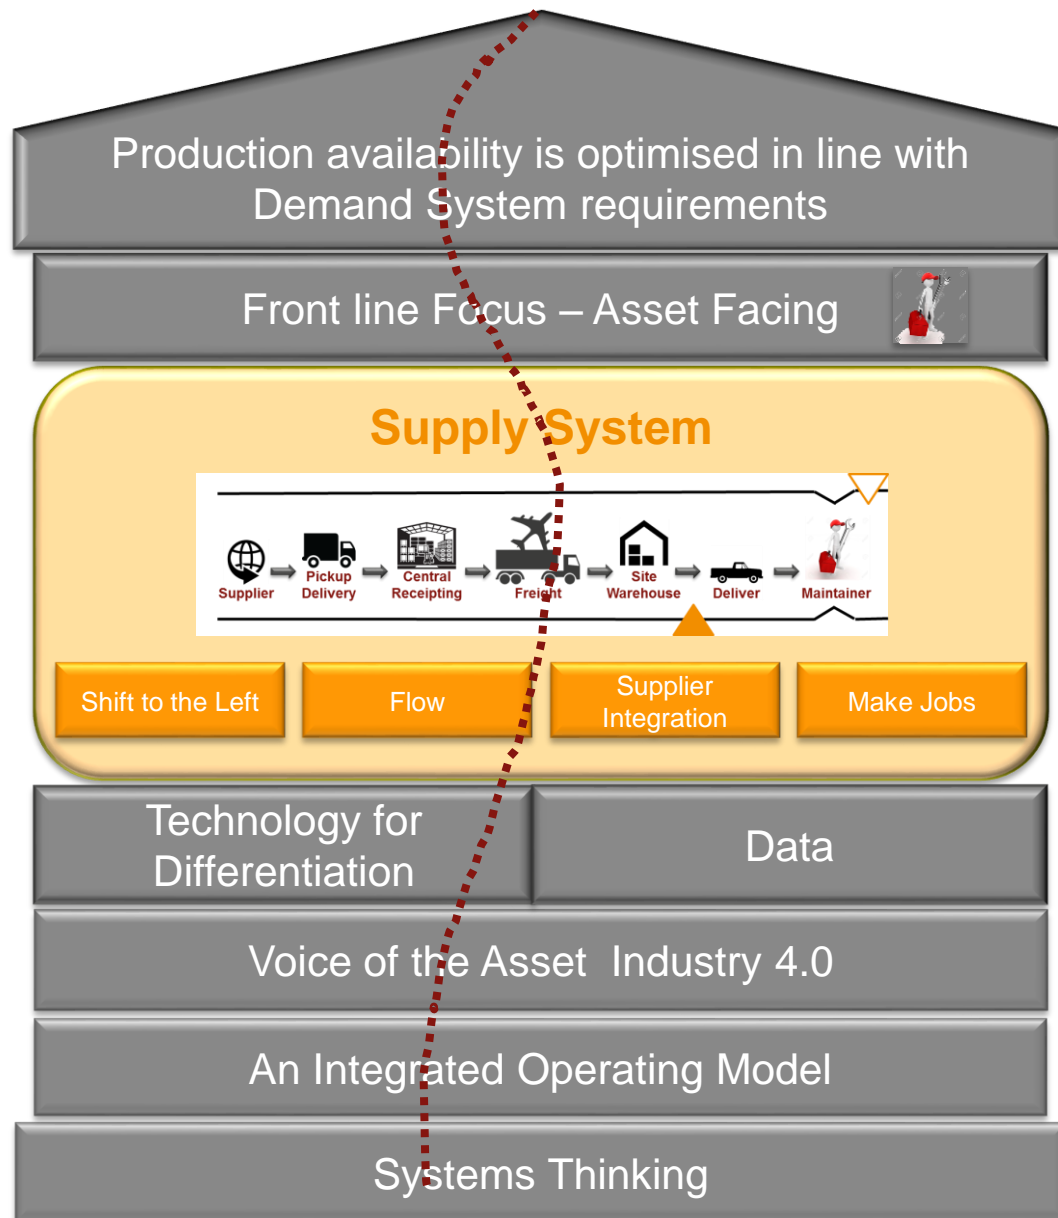 Production availability is optimised in line with
Demand System requirements
Front line Focus – Asset Facing
Supply System
Supplier
Pickup
Delivery
Central
Receipting
Freight
Site
Warehouse
Deliver
Maintainer
Shift to the Left
Flow
Supplier
Integration
Make Jobs
Technology for
Differentiation
Data
Voice of the Asset  Industry 4.0
An Integrated Operating Model
Systems Thinking